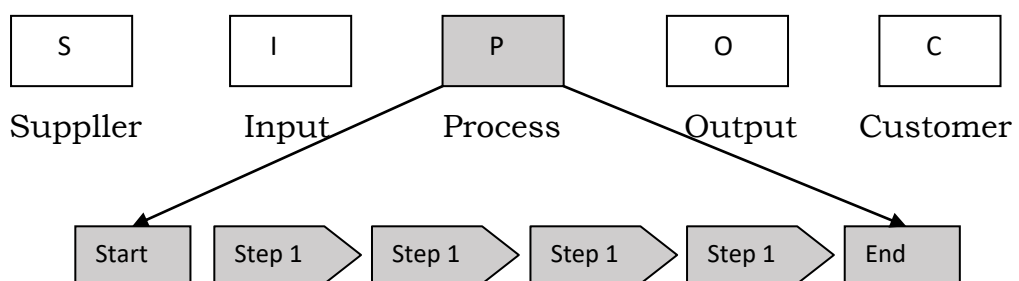 S I P O C
Suppller Input Process Output Customer
Start Step 1 Step 1 Step 1 Step 1 End